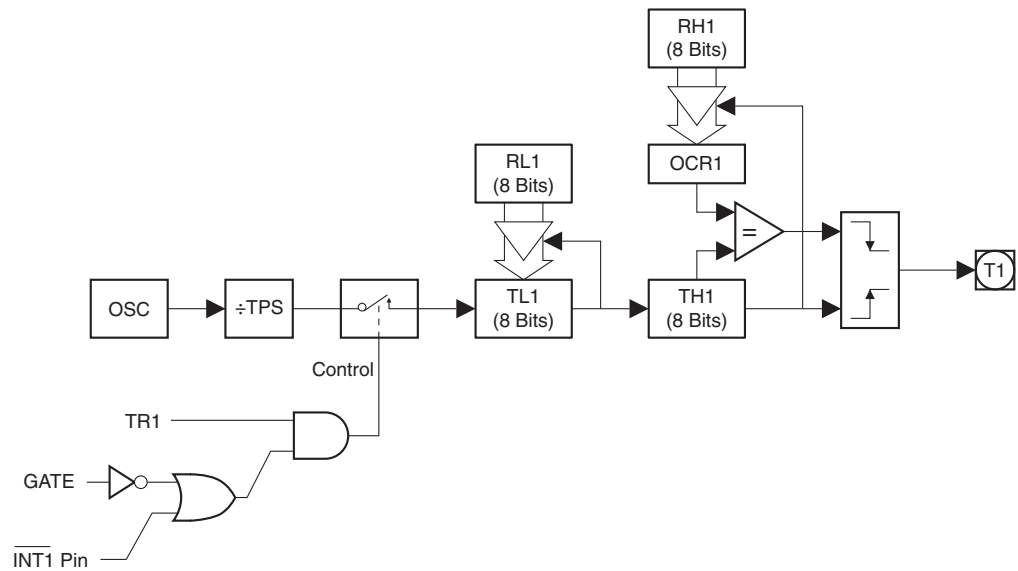 RH1
(8 Bits)
RL1
(8 Bits)
OCR1
=
OSC
÷TPS
TL1
(8 Bits)
TH1
(8 Bits)
T1
Control
TR1
GATE
INT1 Pin